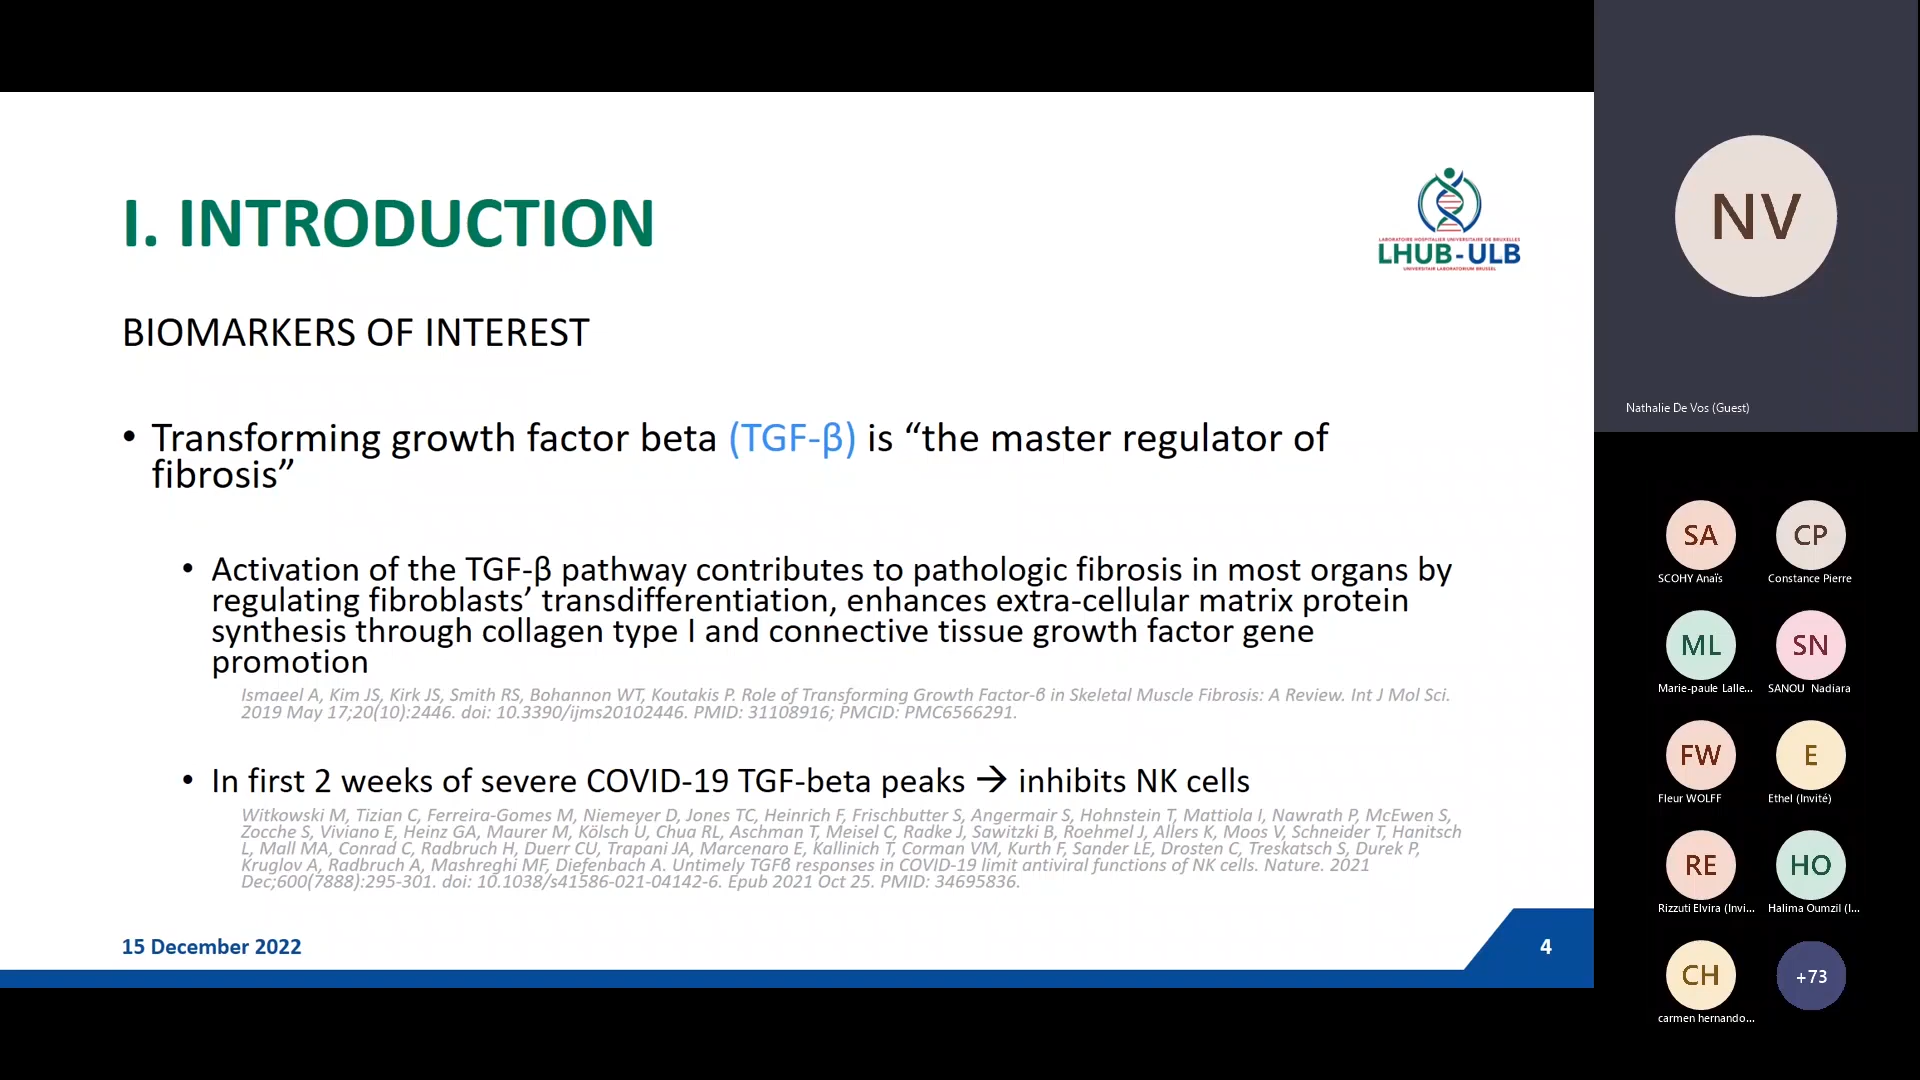 I. INTRODUCTION
LABORATOIRE HOSPITALIER UNIVERSITAIRE DE BRUXELLES
LHUB-ULB
UNIVERSITAIR LABORATORIUM BRUSSEL
BIOMARKERS OF INTEREST
• Transforming growth factor beta (TGF-β) is “the master regulator of
fibrosis”
• Activation of the TGF-β pathway contributes to pathologic fibrosis in most organs by
regulating fibroblasts’ transdifferentiation, enhances extra-cellular matrix protein
synthesis through collagen type I and connective tissue growth factor gene
promotion
Ismaeel A, Kim JS, Kirk JS, Smith RS, Bohannon WT, Koutakis P. Role of Transforming Growth Factor-β in Skeletal Muscle Fibrosis: A Review. Int J Mol Sci.
2019 May 17;20(10):2446. doi: 10.3390/ijms20102446. PMID: 31108916; PMCID: PMC6566291.
• In first 2 weeks of severe COVID-19 TGF-beta peaks → inhibits NK cells
Witkowski M, Tizian C, Ferreira-Gomes M, Niemeyer D, Jones TC, Heinrich F, Frischbutter S, Angermair S, Hohnstein T, Mattiola I, Nawrath P, McEwen S,
Zocche S, Viviano E, Heinz GA, Maurer M, Kölsch U, Chua RL, Aschman T, Meisel C, Radke J, Sawitzki B, Roehmel J, Allers K, Moos V, Schneider T, Hanitsch
L, Mall MA, Conrad C, Radbruch H, Duerr CU, Trapani JA, Marcenaro E, Kallinich T, Corman VM, Kurth F, Sander LE, Drosten C, Treskatsch S, Durek P,
Kruglov A, Radbruch A, Mashreghi MF, Diefenbach A. Untimely TGFβ responses in COVID-19 limit antiviral functions of NK cells. Nature. 2021
Dec;600(7888):295-301. doi: 10.1038/s41586-021-04142-6. Epub 2021 Oct 25. PMID: 34695836.
15 December 2022
4
NV
Nathalie De Vos (Guest)
SA
SCOHY Anaïs
CP
Constance Pierre
ML
Marie-paule Lalle...
SN
SANOU Nadiara
FW
Fleur WOLFF
E
Ethel (Invité)
RE
Rizzuti Elvira (Invi...
HO
Halima Oumzil (I...
CH
carmen hernando...
+73